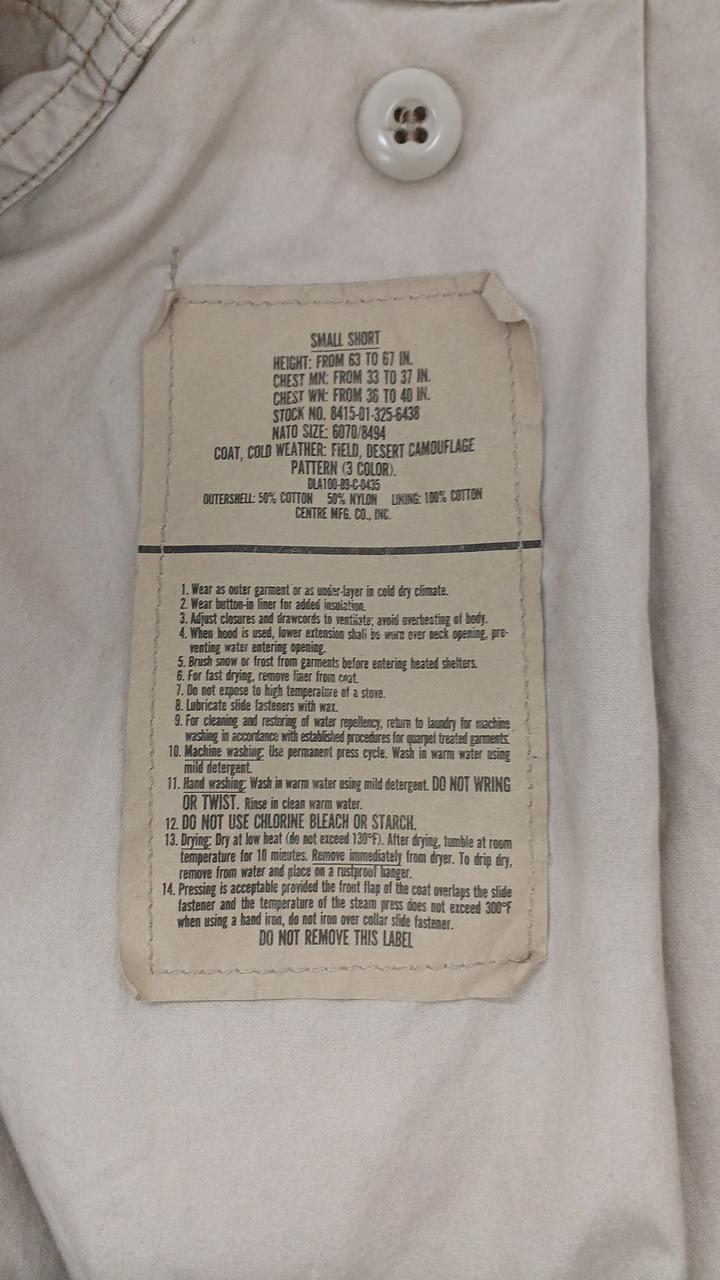 SMALL SHORT
HEIGHT: FROM 63 TO 67 IN.
CHEST MN: FROM 33 TO 37 IN.
CHEST WN: FROM 36 TO 40 IN.
STOCK NO. 8415-01-325-6438
NATO SIZE: 6070/8494
COAT, COLD WEATHER: FIELD, DESERT CAMOUFLAGE
PATTERN (3 COLOR).
DLA100-89-C-0435
OUTERSHELL: 50% COTTON 50% NYLON LINING: 100% COTTON
CENTRE MFG. CO., INC.
1. Wear as outer garment or as under-layer in cold dry climate.
2. Wear button-in liner for added insulation.
3. Adjust closures and drawcords to ventilate; avoid overheating of body.
4. When hood is used, lower extension shall be worn over neck opening, pre-
venting water entering opening.
5. Brush snow or frost from garments before entering heated shelters.
6. For fast drying, remove liner from coat.
7. Do not expose to high temperature of a stove.
8. Lubricate slide fasteners with wax.
9. For cleaning and restoring of water repellency, return to laundry for machine
washing in accordance with established procedures for quarpel treated garments.
10. Machine washing: Use permanent press cycle. Wash in warm water using
mild detergent.
11. Hand washing: Wash in warm water using mild detergent. DO NOT WRING
OR TWIST. Rinse in clean warm water.
12. DO NOT USE CHLORINE BLEACH OR STARCH.
13. Drying: Dry at low heat (do not exceed 130°F). After drying, tumble at room
temperature for 10 minutes. Remove immediately from dryer. To drip dry,
remove from water and place on a rustproof hanger.
14. Pressing is acceptable provided the front flap of the coat overlaps the slide
fastener and the temperature of the steam press does not exceed 300°F
when using a hand iron, do not iron over collar slide fastener.
DO NOT REMOVE THIS LABEL